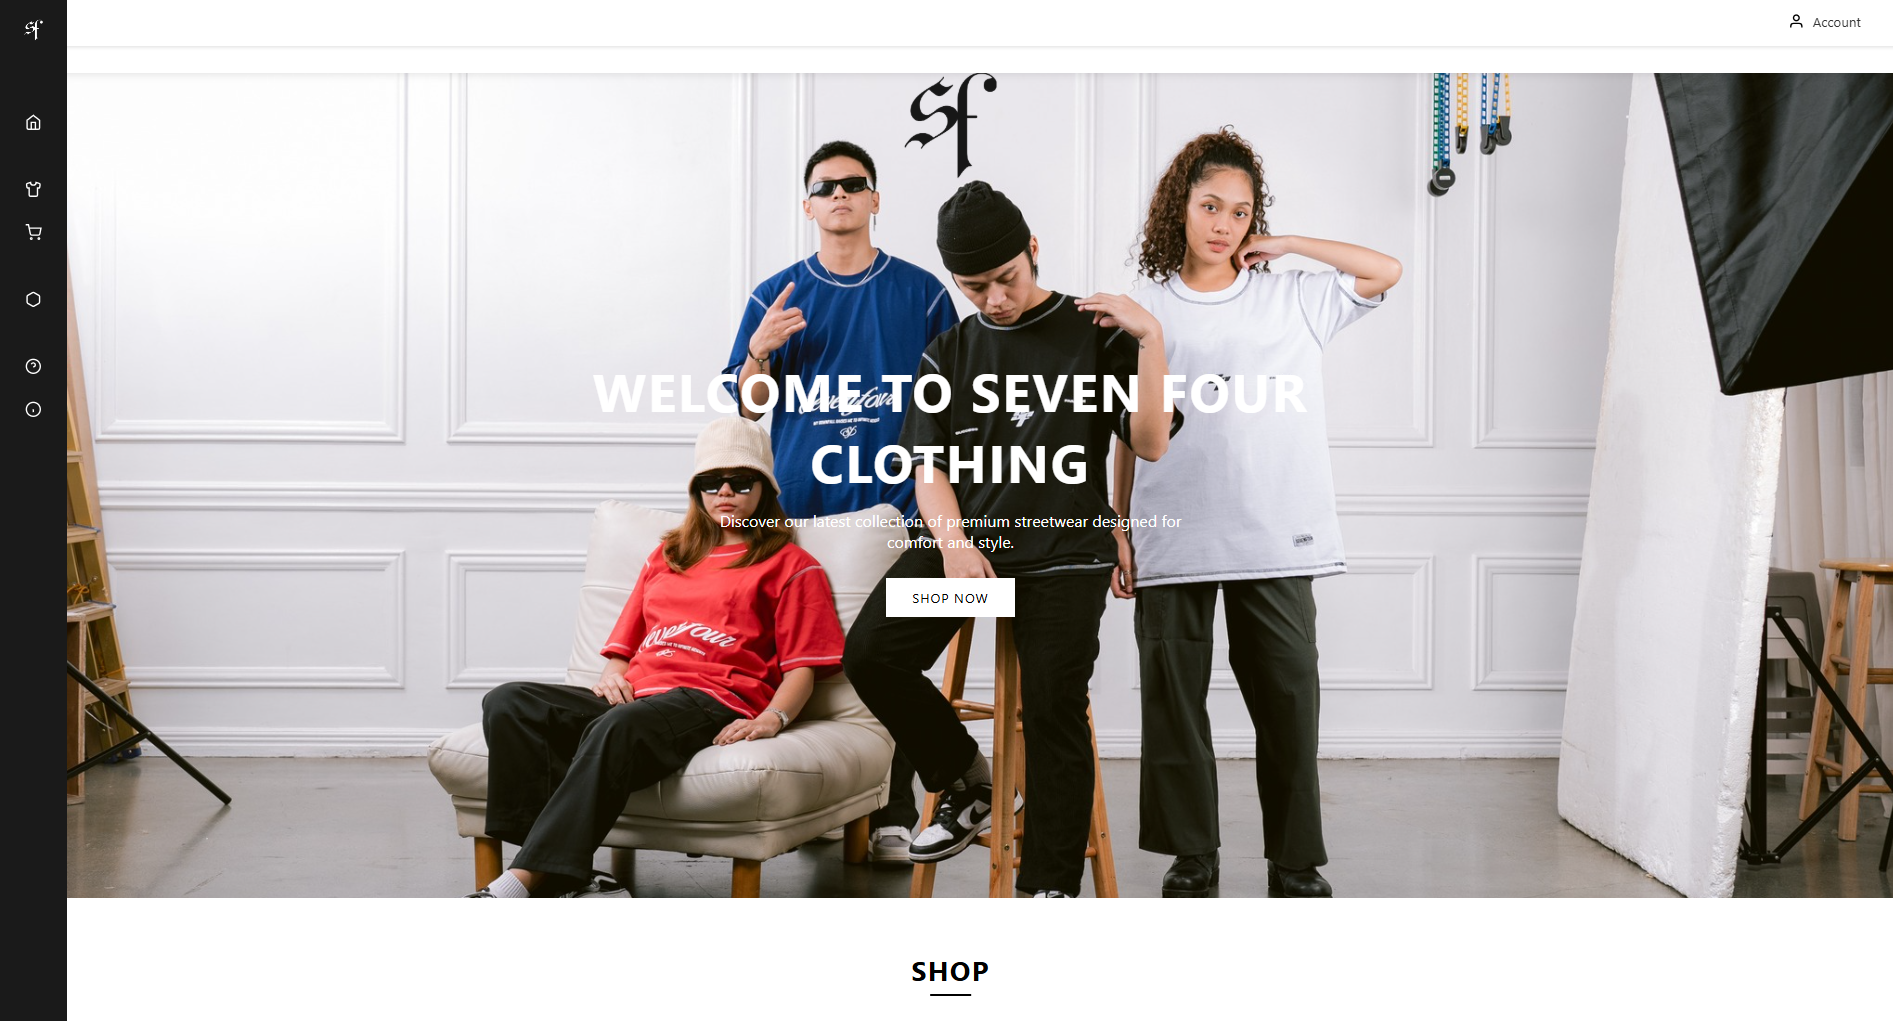 sf
Account
sf
WELCOME TO SEVEN FOUR
CLOTHING
Discover our latest collection of premium streetwear designed for
comfort and style.
SHOP NOW
SHOP